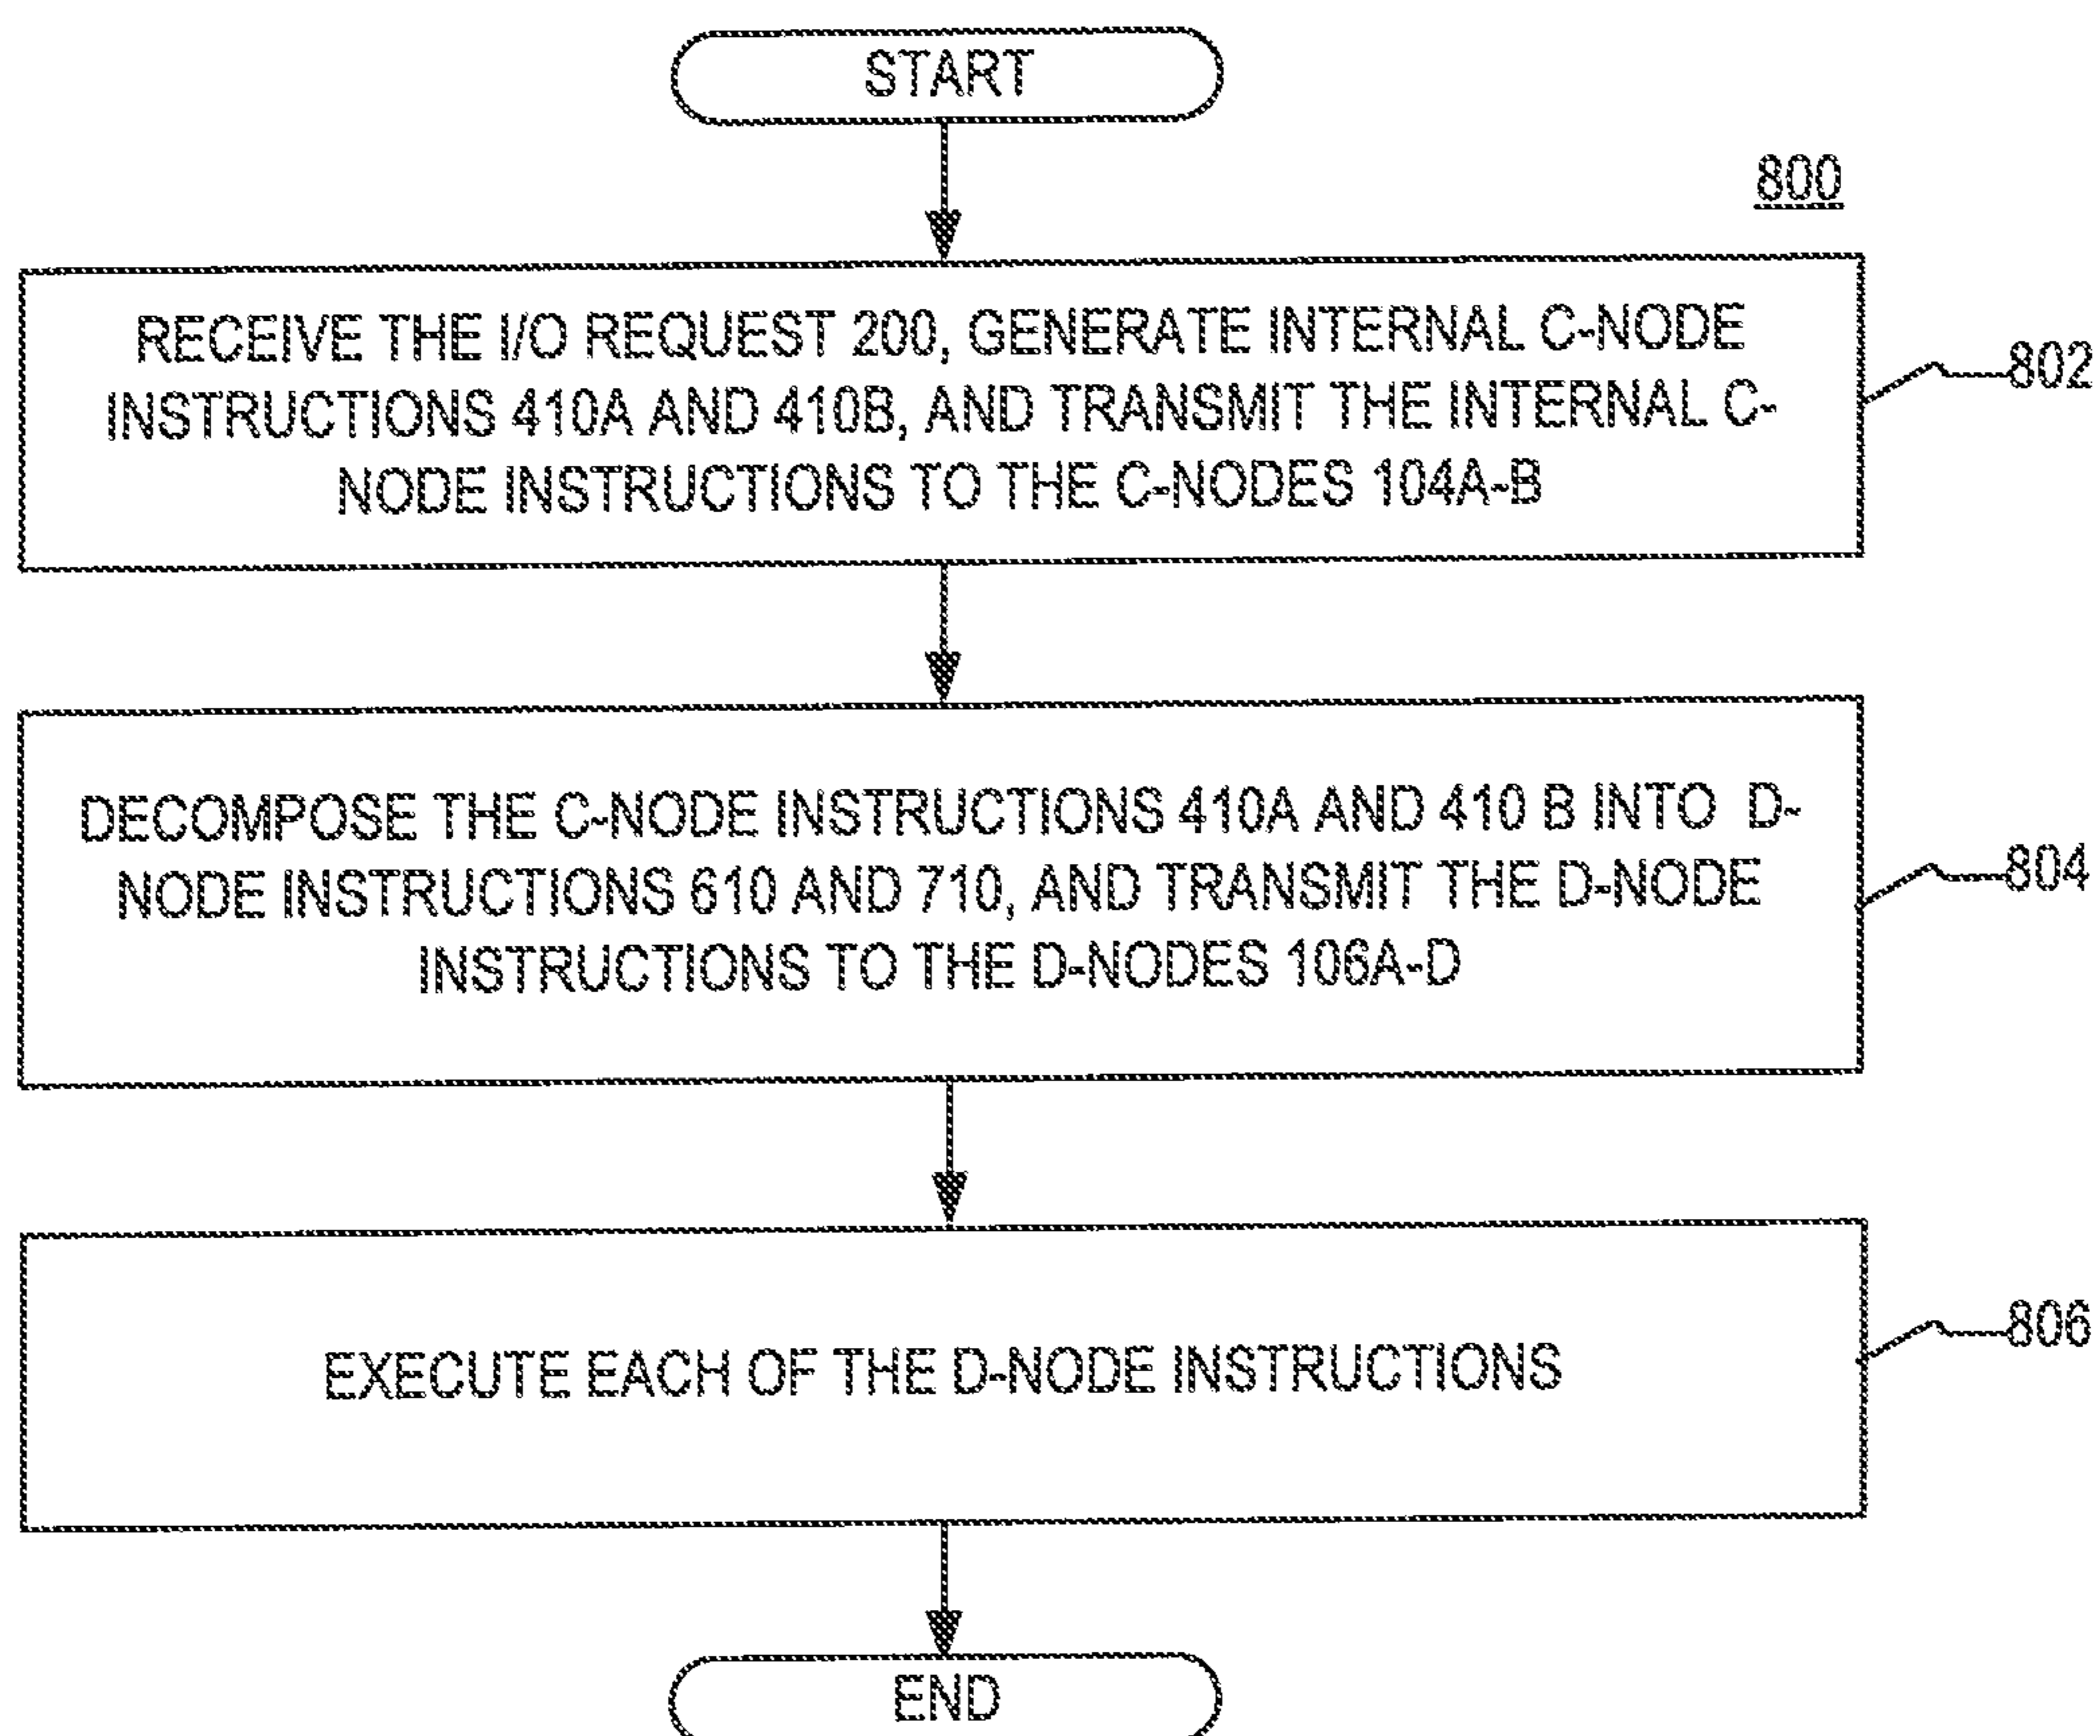 START
800
RECEIVE THE I/O REQUEST 200, GENERATE INTERNAL C-NODE
INSTRUCTIONS 410A AND 410B, AND TRANSMIT THE INTERNAL C-
NODE INSTRUCTIONS TO THE C-NODES 104A-B
802
DECOMPOSE THE C-NODE INSTRUCTIONS 410A AND 410 B INTO D-
NODE INSTRUCTIONS 610 AND 710, AND TRANSMIT THE D-NODE
INSTRUCTIONS TO THE D-NODES 106A-D
804
EXECUTE EACH OF THE D-NODE INSTRUCTIONS
806
END